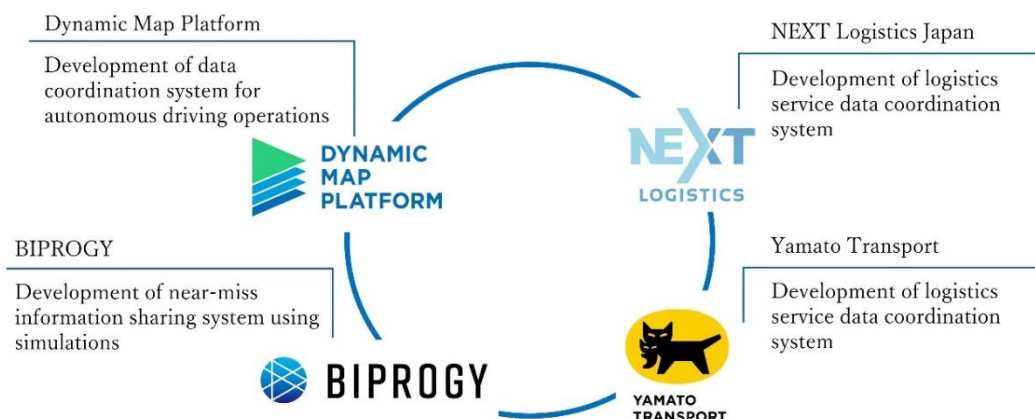 Dynamic Map Platform
Development of data
coordination system for
autonomous driving operations
DYNAMIC
MAP
PLATFORM
NEXT Logistics Japan
Development of logistics
service data coordination
system
NEXT
LOGISTICS
BIPROGY
Development of near-miss
information sharing system using
simulations
BIPROGY
Yamato Transport
Development of logistics
service data coordination
system
YAMATO
TRANSPORT